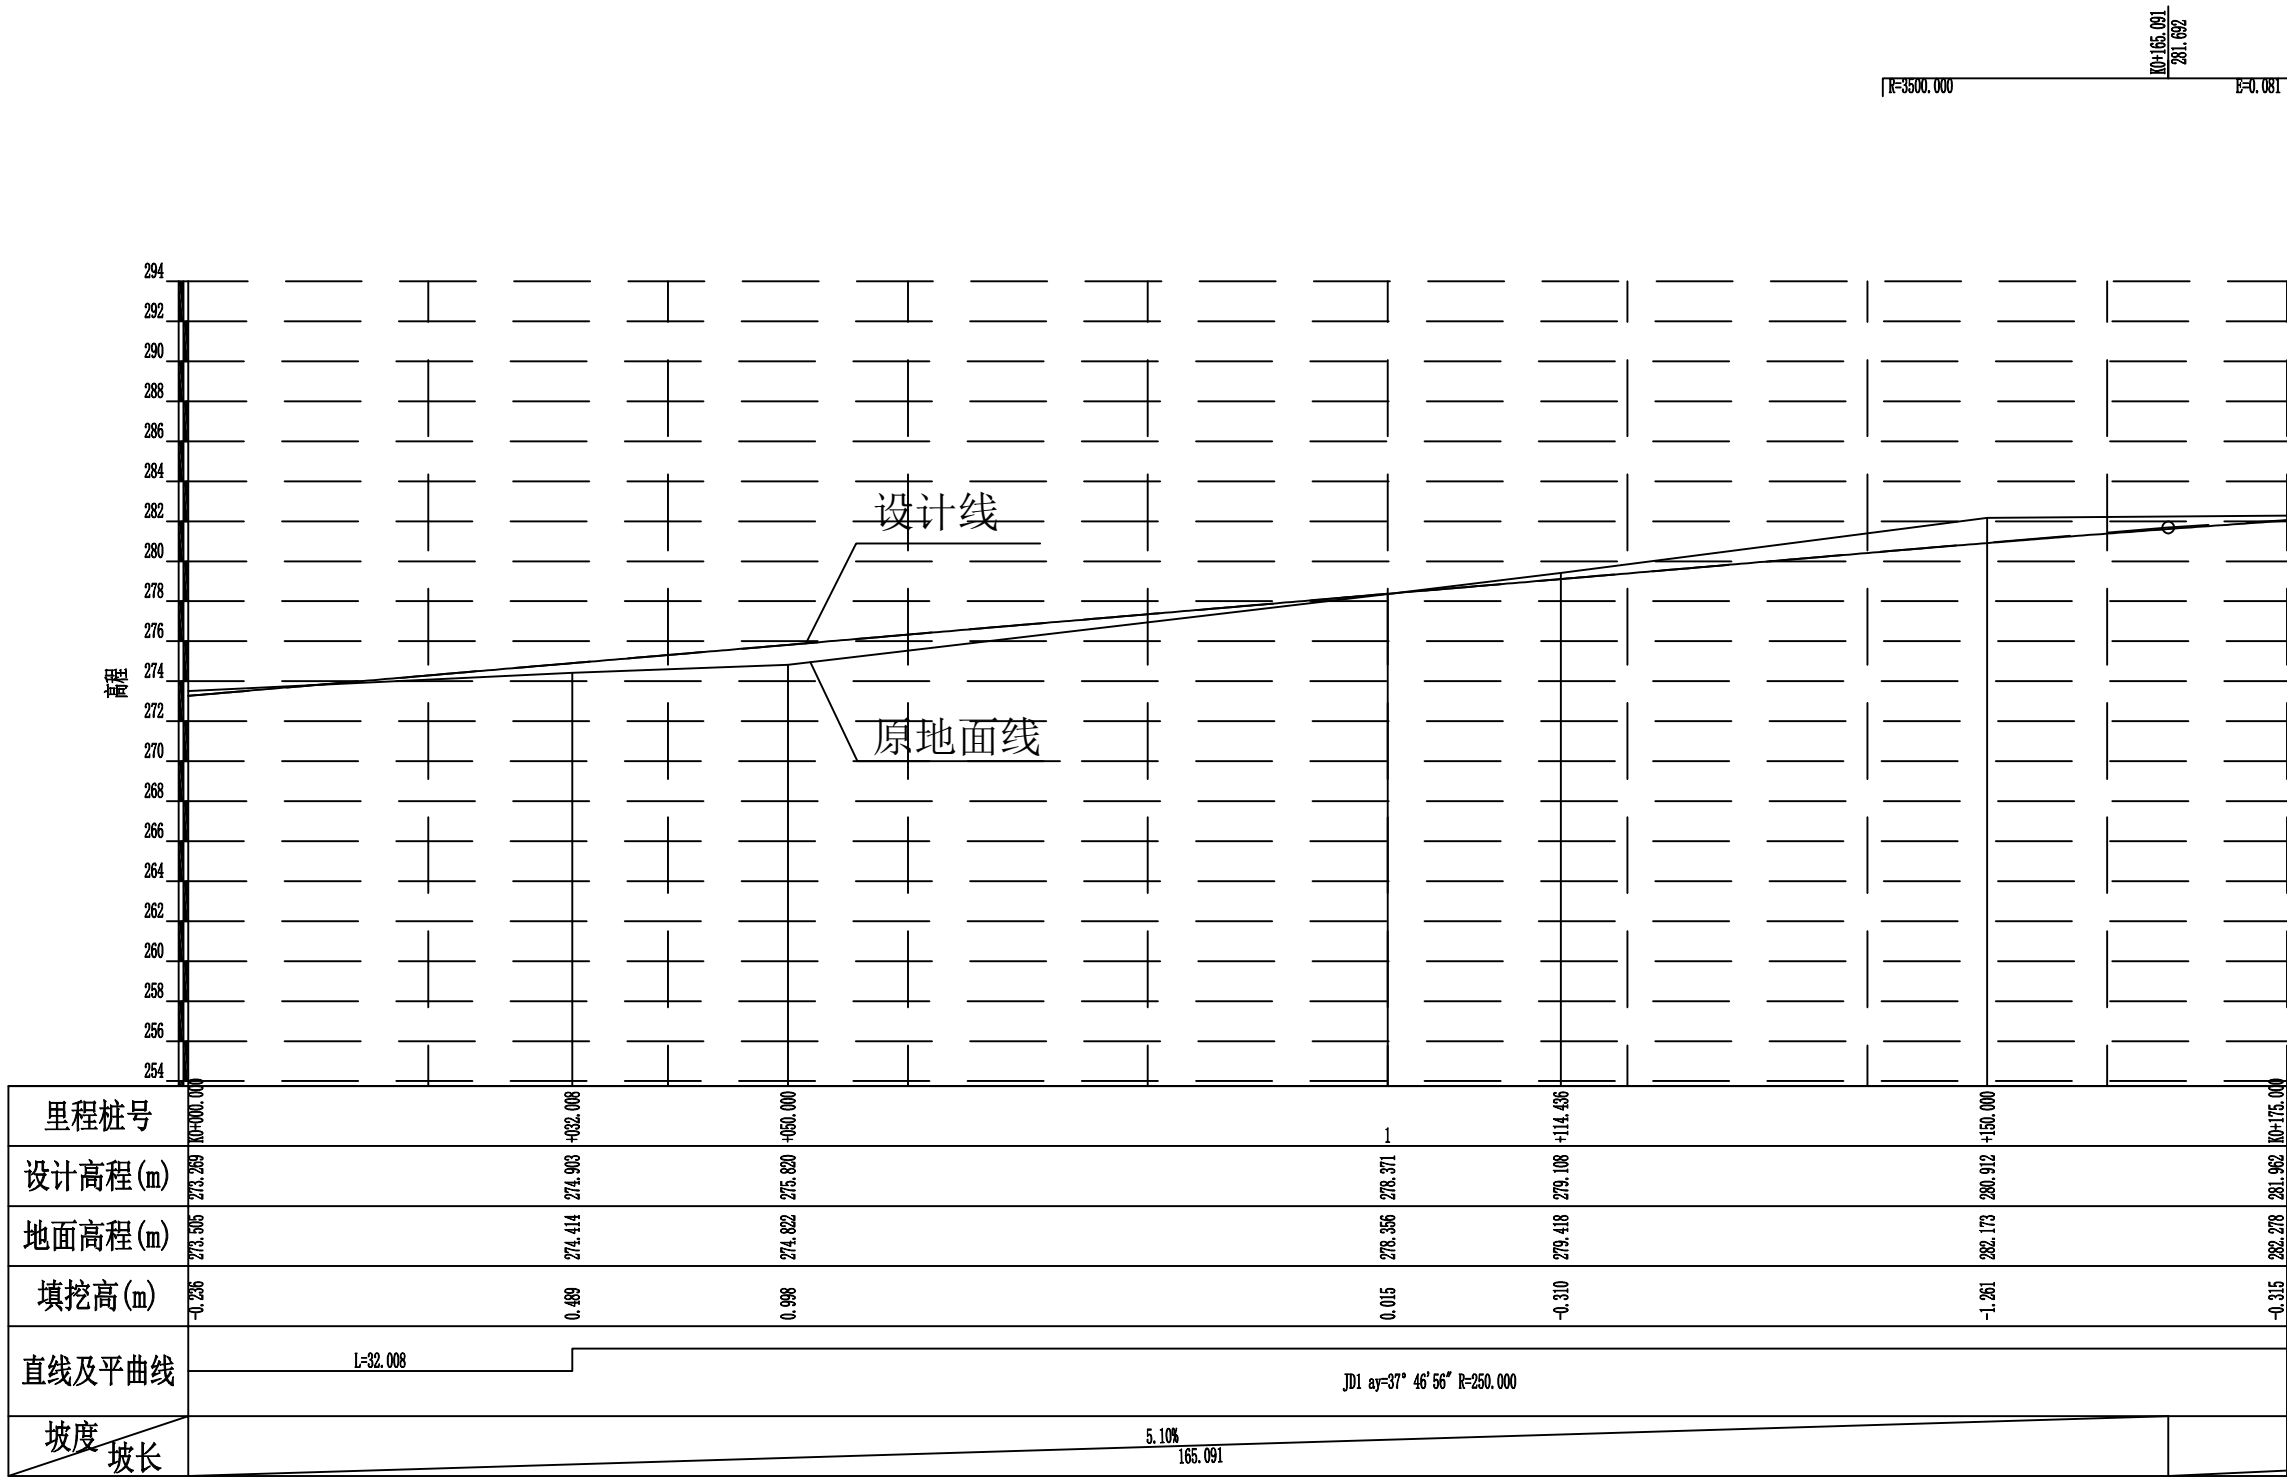 K0+165.091
281.692
R=3500.000
E=0.081
294
292
290
288
286
284
282
280
278
276
274
272
270
268
266
264
262
260
258
256
254
高程
设计线
原地面线
里程桩号 K0+000.000 +032.008 +050.000 1 +114.436 +150.000 K0+175.000
设计高程(m) 273.269 274.903 275.820 278.371 279.108 280.912 281.962
地面高程(m) 273.505 274.414 274.822 278.356 279.418 282.173 282.278
填挖高(m) -0.236 0.489 0.998 0.015 -0.310 -1.261 -0.315
直线及平曲线 L=32.008 JD1 ay=37°46'56" R=250.000
坡度 5.10%
坡长 165.091